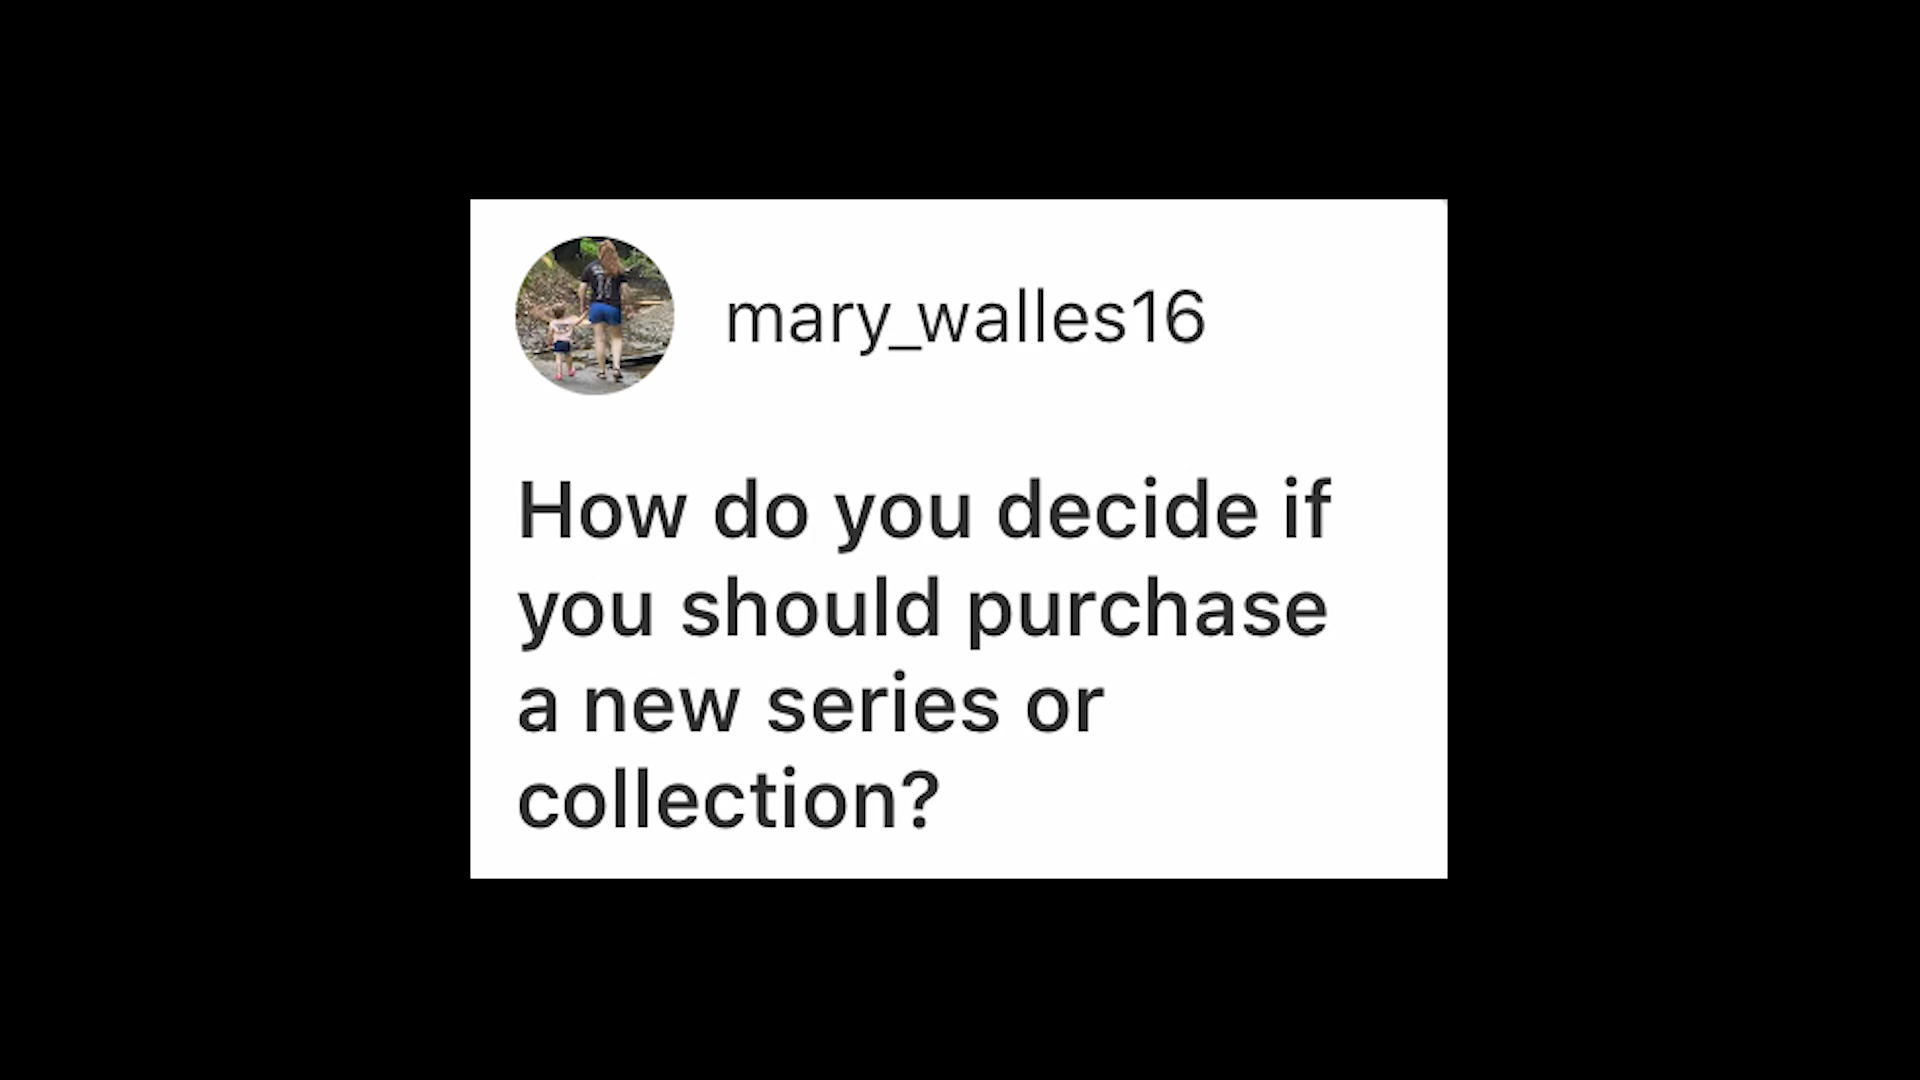 mary_walles16
How do you decide if
you should purchase
a new series or
collection?